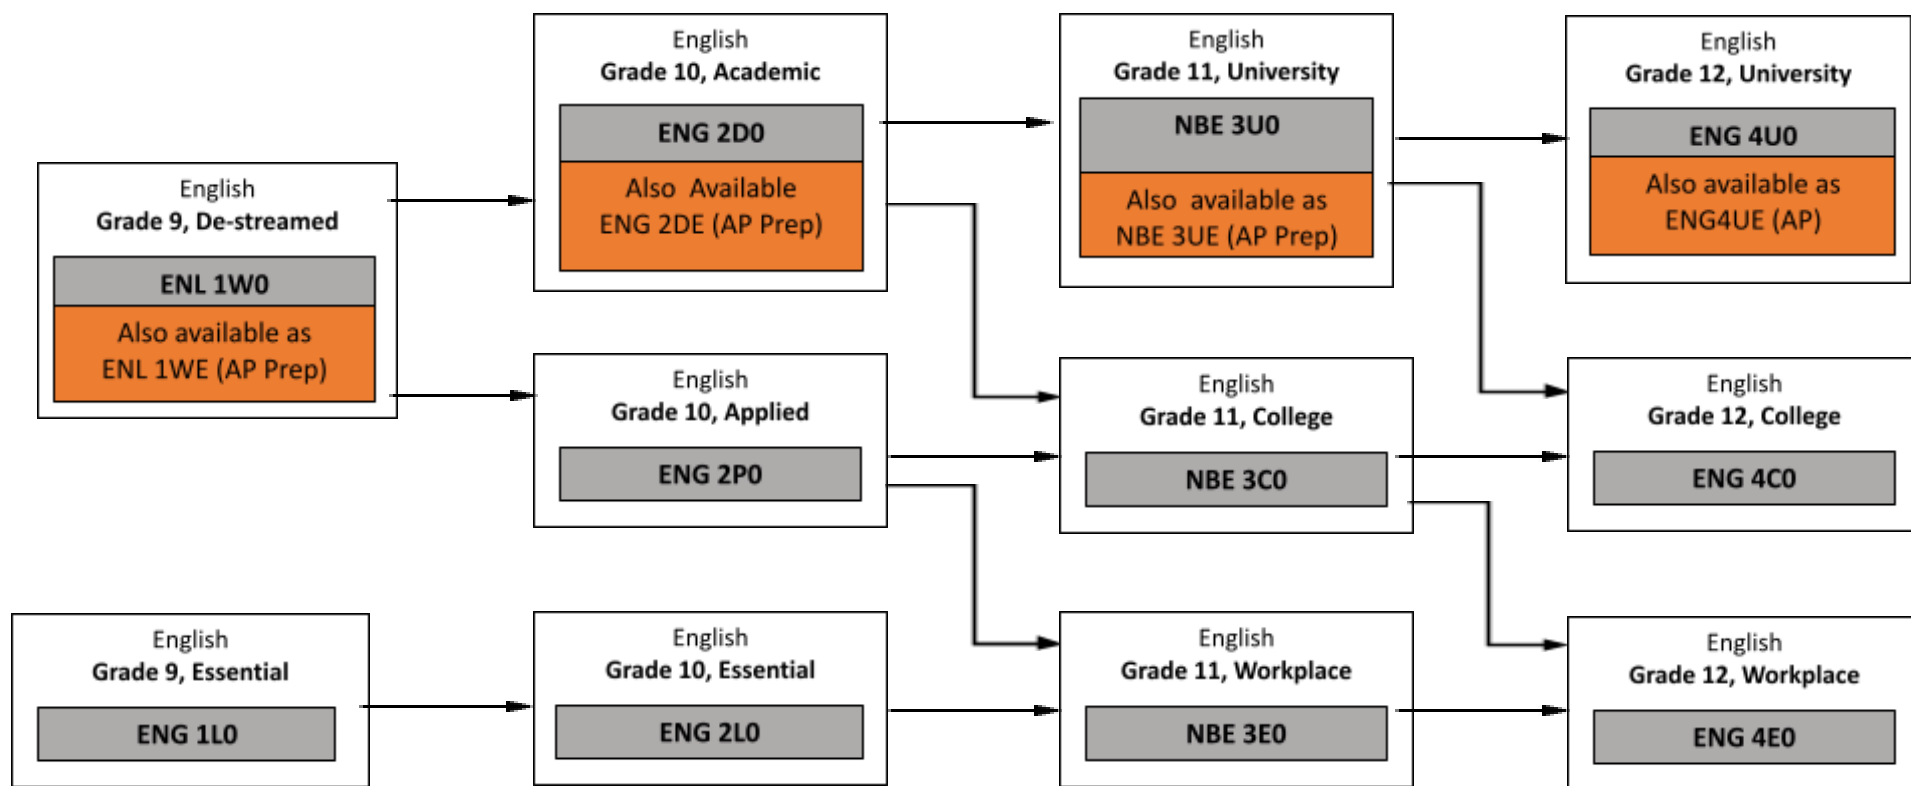 English
Grade 9, De-streamed
ENL 1W0
Also available as
ENL 1WE (AP Prep)
English
Grade 9, Essential
ENG 1L0
English
Grade 10, Academic
ENG 2D0
Also Available
ENG 2DE (AP Prep)
English
Grade 10, Applied
ENG 2P0
English
Grade 10, Essential
ENG 2L0
English
Grade 11, University
NBE 3U0
Also available as
NBE 3UE (AP Prep)
English
Grade 11, College
NBE 3C0
English
Grade 11, Workplace
NBE 3E0
English
Grade 12, University
ENG 4U0
Also available as
ENG4UE (AP)
English
Grade 12, College
ENG 4C0
English
Grade 12, Workplace
ENG 4E0